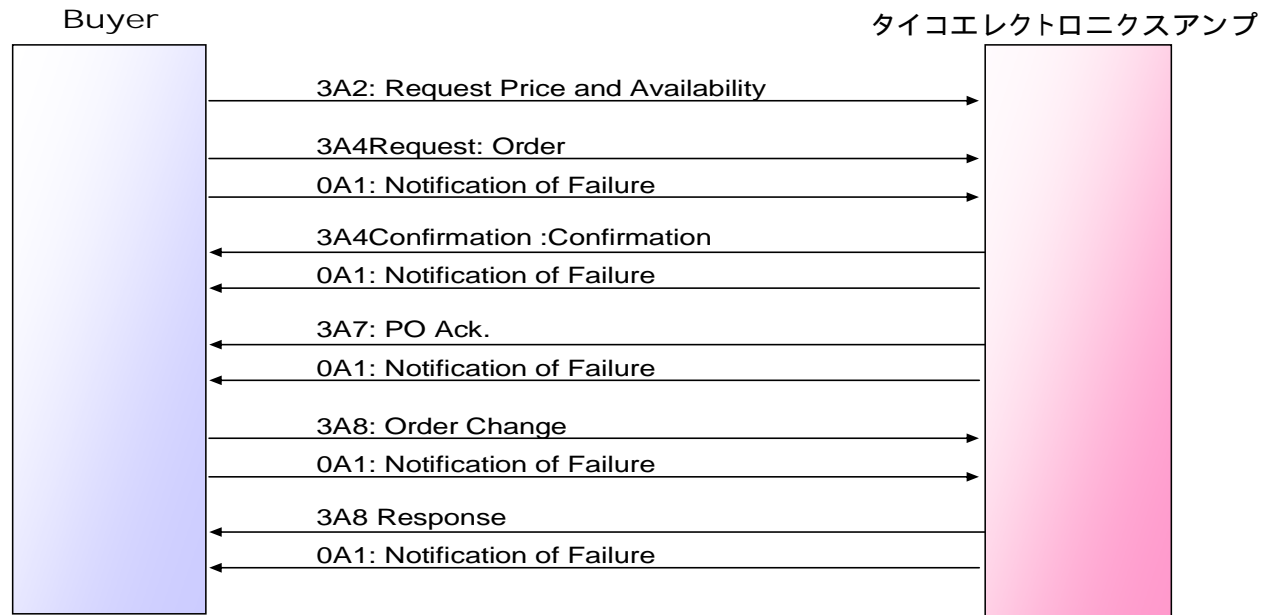 Buyer
タイコエレクトロニクスアンプ
3A2: Request Price and Availability
3A4Request: Order
0A1: Notification of Failure
3A4Confirmation :Confirmation
0A1: Notification of Failure
3A7: PO Ack.
0A1: Notification of Failure
3A8: Order Change
0A1: Notification of Failure
3A8 Response
0A1: Notification of Failure